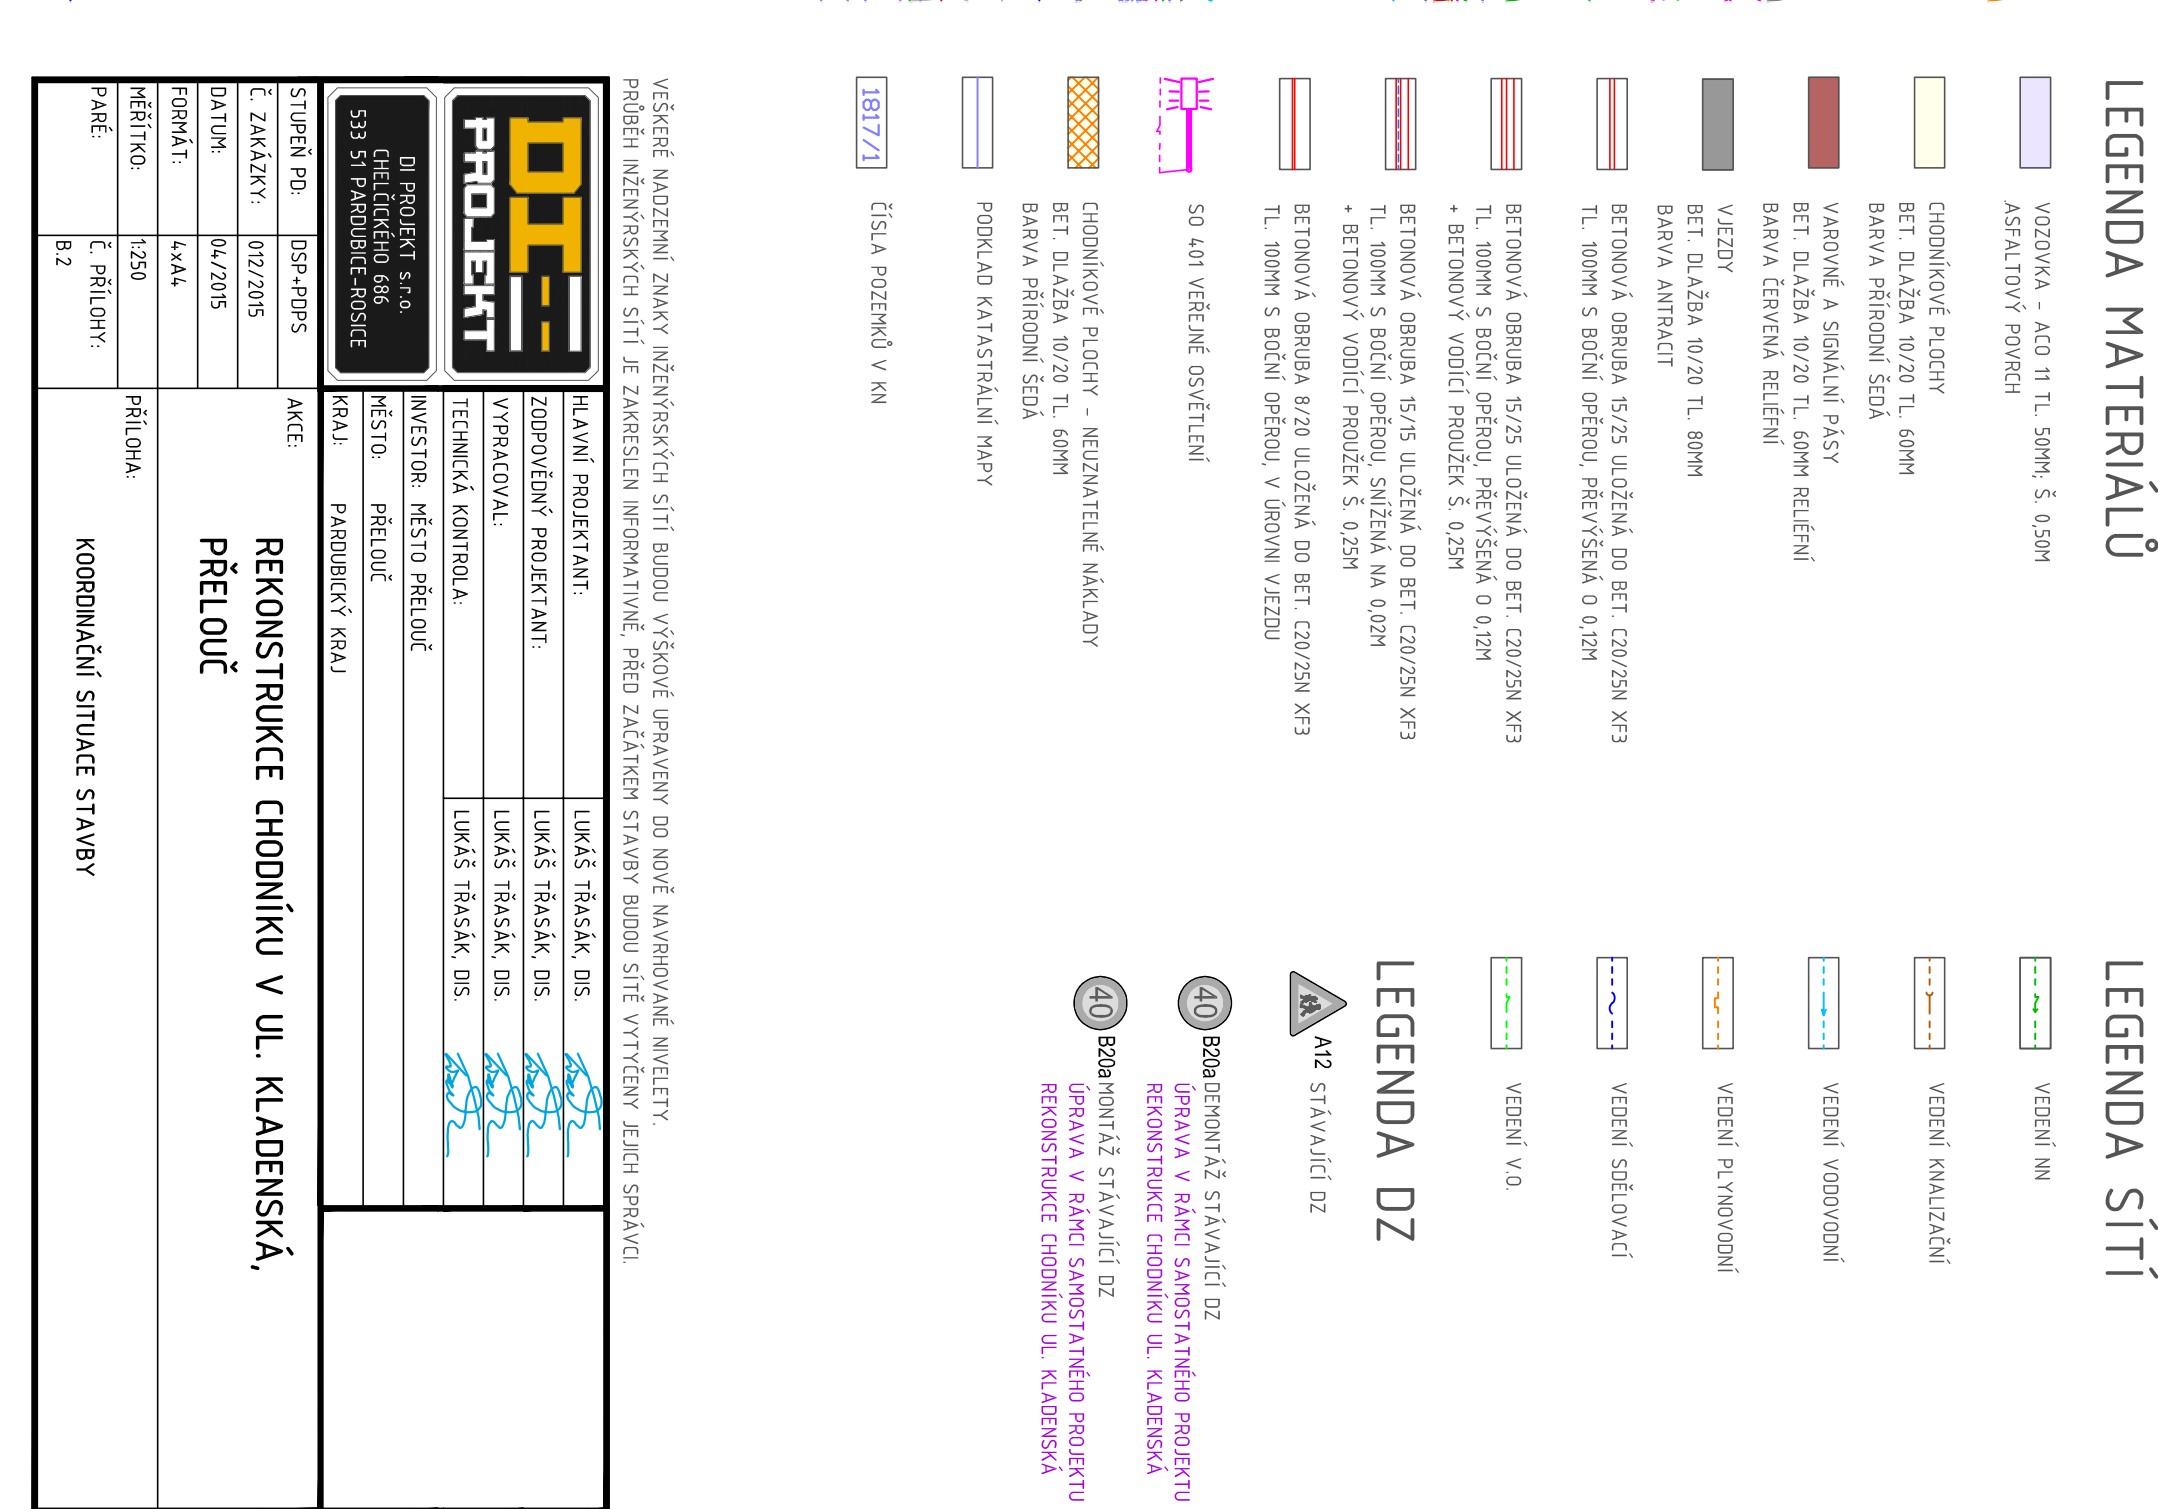 LEGENDA MATERIÁLŮ
VOZOVKA - ACO 11 TL. 50MM; Š. 0,50M
ASFALTOVÝ POVRCH
CHODNÍKOVÉ PLOCHY
BET. DLAŽBA 10/20 TL. 60MM
BARVA PŘÍRODNÍ ŠEDÁ
VAROVNÉ A SIGNÁLNÍ PÁSY
BET. DLAŽBA 10/20 TL. 60MM RELIÉFNÍ
BARVA ČERVENÁ RELIÉFNÍ
VJEZDY
BET. DLAŽBA 10/20 TL. 80MM
BARVA ANTRACIT
BETONOVÁ OBRUBA 15/25 ULOŽENÁ DO BET. C20/25N XF3
TL. 100MM S BOČNÍ OPĚROU, PŘEVÝŠENÁ O 0,12M
BETONOVÁ OBRUBA 15/25 ULOŽENÁ DO BET. C20/25N XF3
TL. 100MM S BOČNÍ OPĚROU, PŘEVÝŠENÁ O 0,12M
+ BETONOVÝ VODÍCÍ PROUŽEK Š. 0,25M
BETONOVÁ OBRUBA 15/15 ULOŽENÁ DO BET. C20/25N XF3
TL. 100MM S BOČNÍ OPĚROU, SNÍŽENÁ NA 0,02M
+ BETONOVÝ VODÍCÍ PROUŽEK Š. 0,25M
BETONOVÁ OBRUBA 8/20 ULOŽENÁ DO BET. C20/25N XF3
TL. 100MM S BOČNÍ OPĚROU, V ÚROVNI VJEZDU
SO 401 VEŘEJNÉ OSVĚTLENÍ
CHODNÍKOVÉ PLOCHY - NEUZNATELNÉ NÁKLADY
BET. DLAŽBA 10/20 TL. 60MM
BARVA PŘÍRODNÍ ŠEDÁ
PODKLAD KATASTRÁLNÍ MAPY
1817/1
ČÍSLA POZEMKŮ V KN
LEGENDA SÍTÍ
VEDENÍ NN
VEDENÍ KNALIZAČNÍ
VEDENÍ VODOVODNÍ
VEDENÍ PLYNOVODNÍ
VEDENÍ SDĚLOVACÍ
VEDENÍ V.O.
LEGENDA DZ
A12 STÁVAJÍCÍ DZ
40 B20a DEMONTÁŽ STÁVAJÍCÍ DZ
ÚPRAVA V RÁMCI SAMOSTATNÉHO PROJEKTU
REKONSTRUKCE CHODNÍKU UL. KLADENSKÁ
40 B20a MONTÁŽ STÁVAJÍCÍ DZ
ÚPRAVA V RÁMCI SAMOSTATNÉHO PROJEKTU
REKONSTRUKCE CHODNÍKU UL. KLADENSKÁ
VEŠKERÉ NADZEMNÍ ZNAKY INŽENÝRSKÝCH SÍTÍ BUDOU VÝŠKOVÉ UPRAVENY DO NOVĚ NAVRHOVANÉ NIVELETY.
PRŮBĚH INŽENÝRSKÝCH SÍTÍ JE ZAKRESLEN INFORMATIVNĚ, PŘED ZAČÁTKEM STAVBY BUDOU SÍTĚ VYTYČENY JEJICH SPRÁVCI.
DI
PROJEKT
DI PROJEKT s.r.o.
CHELČICKÉHO 686
533 51 PARDUBICE-ROSICE
HLAVNÍ PROJEKTANT: LUKÁŠ TŘASÁK, DIS.
ZODPOVĚDNÝ PROJEKTANT: LUKÁŠ TŘASÁK, DIS.
VYPRACOVAL: LUKÁŠ TŘASÁK, DIS.
TECHNICKÁ KONTROLA: LUKÁŠ TŘASÁK, DIS.
INVESTOR: MĚSTO PŘELOUČ
MĚSTO: PŘELOUČ
KRAJ: PARDUBICKÝ KRAJ
STUPEŇ PD: DSP+PDPS
Č. ZAKÁZKY: 012/2015
DATUM: 04/2015
FORMÁT: 4xA4
MĚŘÍTKO: 1:250
PARÉ: Č. PŘÍLOHY:
B.2
AKCE:
REKONSTRUKCE CHODNÍKU V UL. KLADENSKÁ,
PŘELOUČ
PŘÍLOHA:
KOORDINAČNÍ SITUACE STAVBY